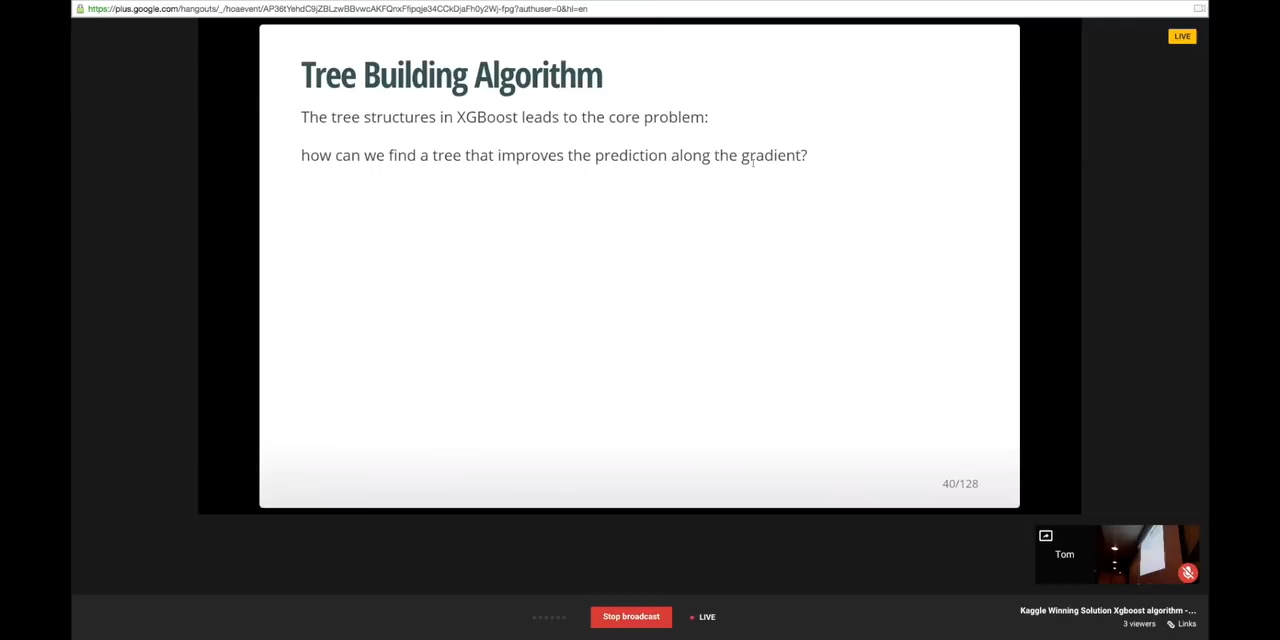 https://plus.google.com/hangouts/_/hoaevent/AP36tYehdC9jZBLzwBBvwcAKFQnxFfipqje34CCkDjaFh0y2Wj-fpg?authuser=0&hl=en
LIVE
Tree Building Algorithm
The tree structures in XGBoost leads to the core problem:
how can we find a tree that improves the prediction along the gradient?
40/128
Tom
Stop broadcast
LIVE
Kaggle Winning Solution Xgboost algorithm -...
3 viewers
Links